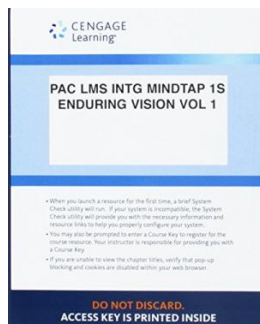 CENGAGE
Learning®
PAC LMS INTG MINDTAP 1S
ENDURING VISION VOL 1
• When you launch a resource for the first time, a brief System
Check utility will run. If your system is incompatible, the System
Check utility will provide you with the necessary information and
resource links to help you properly configure your system.
• You may also be prompted to enter a Course Key to register for the
course resource. Your instructor is responsible for providing you with
a Course Key.
• If you are unable to view the chapter titles, verify that pop-up
blocking and cookies are disabled within your web browser.
DO NOT DISCARD.
ACCESS KEY IS PRINTED INSIDE